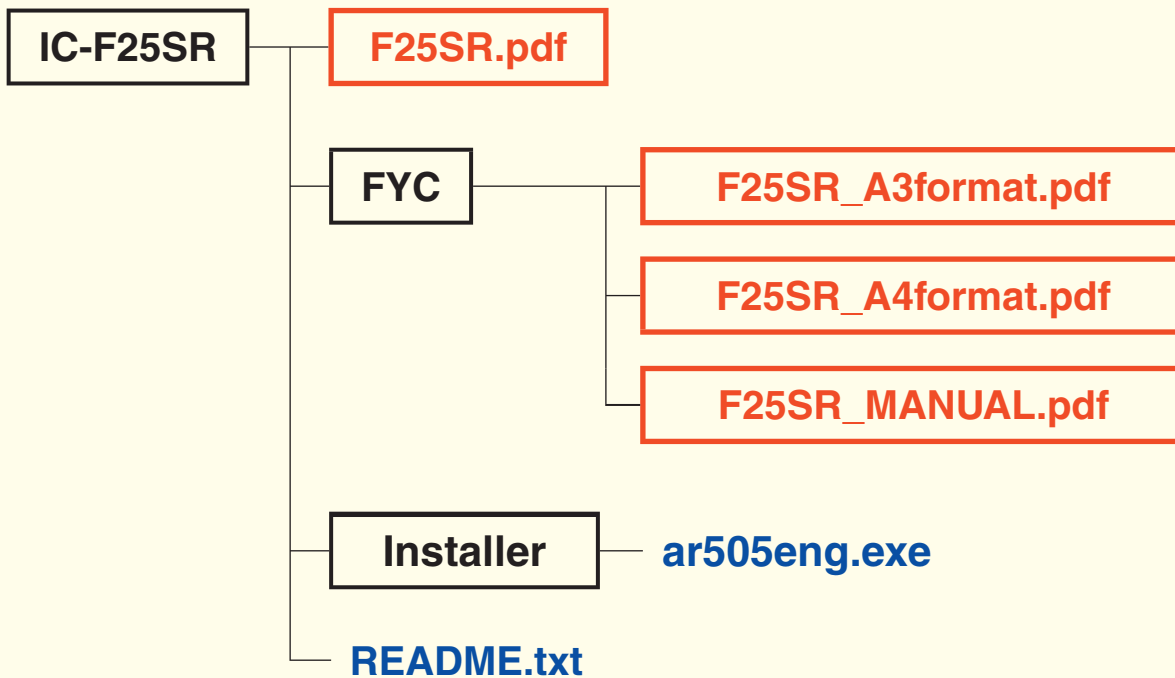 IC-F25SR
F25SR.pdf
FYC
F25SR_A3format.pdf
F25SR_A4format.pdf
F25SR_MANUAL.pdf
Installer
ar505eng.exe
README.txt